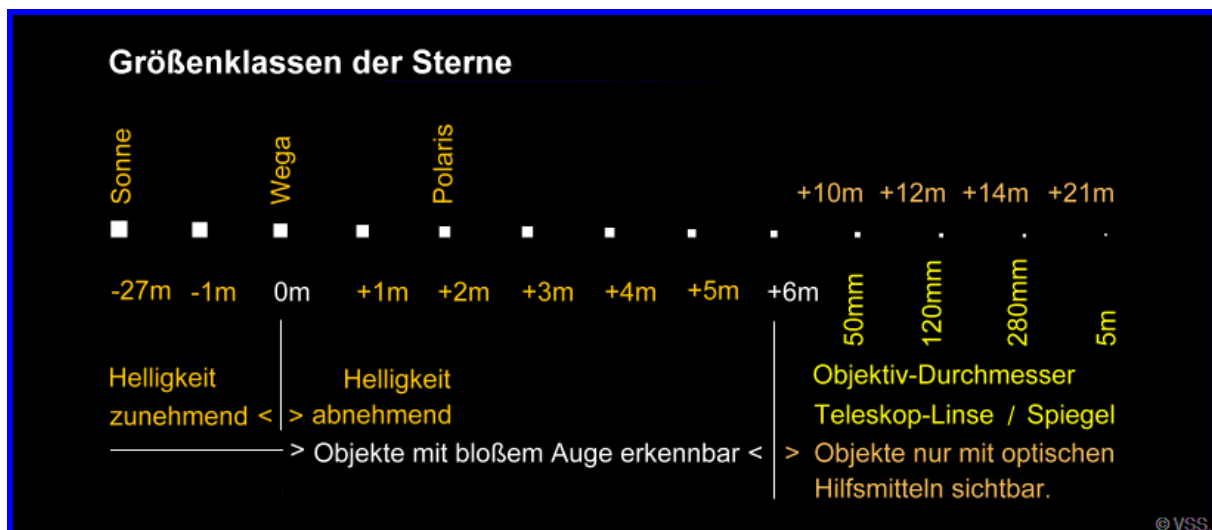 Größenklassen der Sterne
Sonne
Wega
Polaris
+10m +12m +14m +21m
-27m -1m 0m +1m +2m +3m +4m +5m +6m
50mm
120mm
280mm
5m
Helligkeit
zunehmend <
Helligkeit
> abnehmend
Objektiv-Durchmesser
Teleskop-Linse / Spiegel
> Objekte mit bloßem Auge erkennbar <
> Objekte nur mit optischen
Hilfsmitteln sichtbar.
© VSS